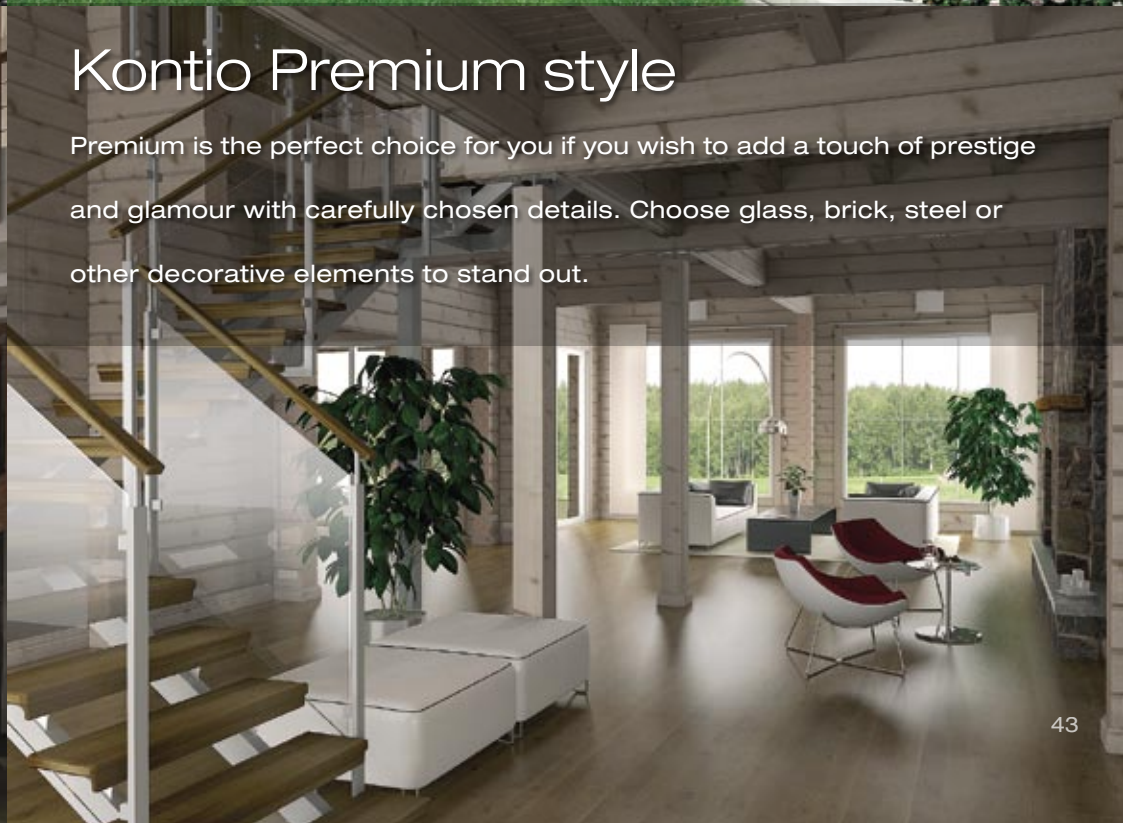 Kontio Premium style
Premium is the perfect choice for you if you wish to add a touch of prestige
and glamour with carefully chosen details. Choose glass, brick, steel or
other decorative elements to stand out.
43